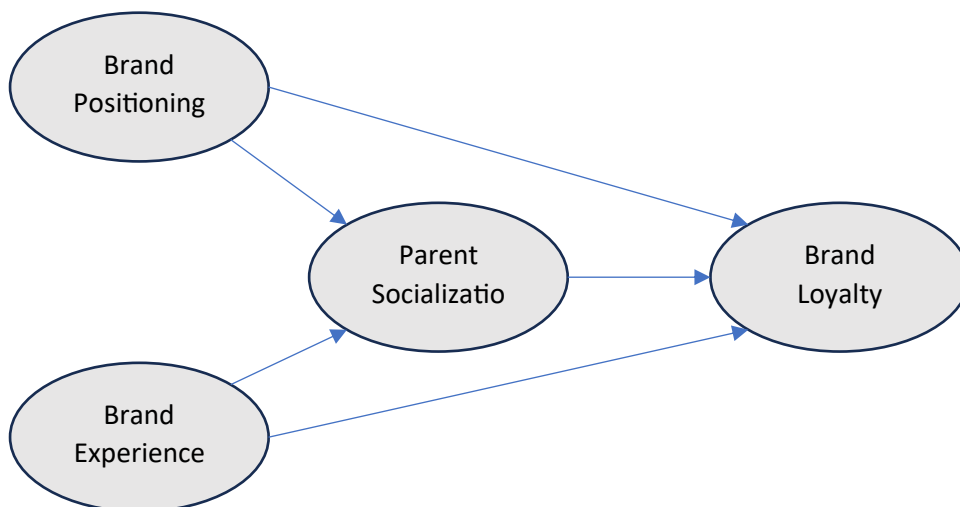 Brand
Positioning
Parent
Socializatio
Brand
Loyalty
Brand
Experience